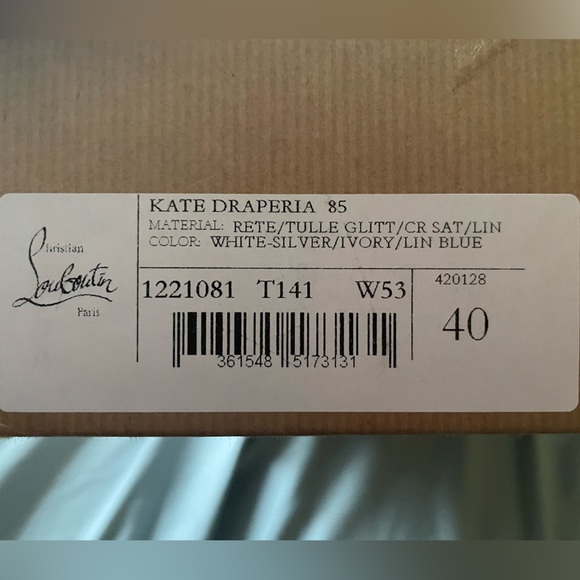 Christian
Louboutin
Paris
KATE DRAPERIA 85
MATERIAL: RETE/TULLE GLITT/CR SAT/LIN
COLOR: WHITE-SILVER/IVORY/LIN BLUE
1221081 T141 W53
420128
40
361548 5173131